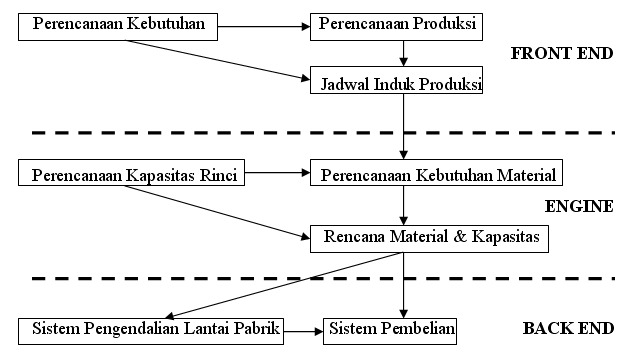 Perencanaan Kebutuhan
Perencanaan Produksi
FRONT END
Jadwal Induk Produksi
Perencanaan Kapasitas Rinci
Perencanaan Kebutuhan Material
ENGINE
Rencana Material & Kapasitas
Sistem Pengendalian Lantai Pabrik
Sistem Pembelian
BACK END